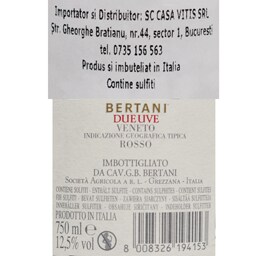 Importator si Distribuitor: SC CASA VITIS SRL
Str. Gheorghe Bratianu, nr.44, sector 1, Bucuresti
tel. 0735 156 563
Produs si imbuteliat in Italia
Contine sulfiti
BERTANI
DUE UVE
VENETO
INDICAZIONE GEOGRAFICA TIPICA
ROSSO
IMBOTTIGLIATO
DA CAV.G.B. BERTANI
SOCIETÀ AGRICOLA A R.L. - GREZZANA - ITALIA
PRODOTTO IN ITALIA
750 ml
12,5% vol
8 008326 194153